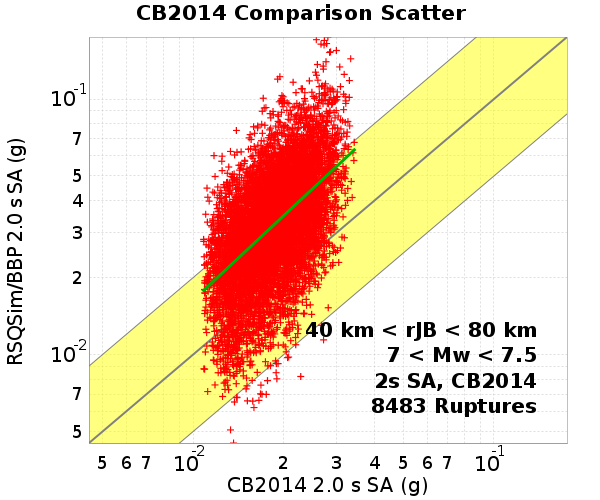 CB2014 Comparison Scatter
RSQSim/BBP 2.0 s SA (g)
10-1
7
5
4
3
2
10-2
7
5
40 km < rJB < 80 km
7 < Mw < 7.5
2s SA, CB2014
8483 Ruptures
5 6 7 10-2 2 3 4 5 6 7 10-1
CB2014 2.0 s SA (g)